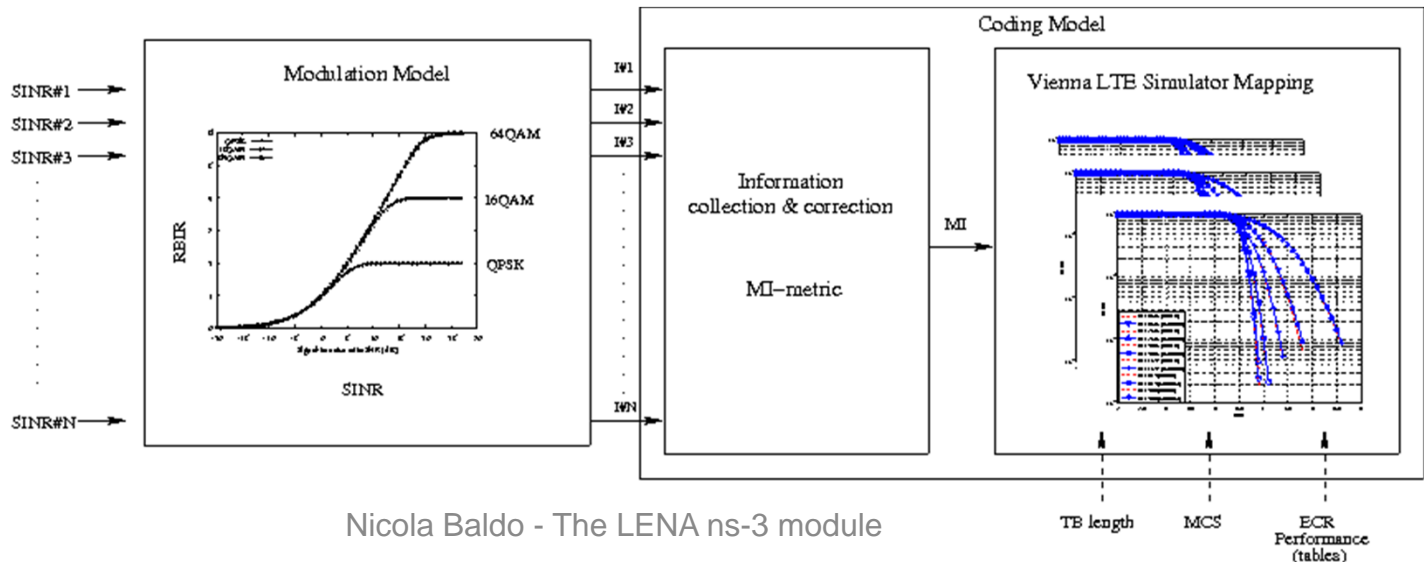 Coding Model
Modulation Model
Vienna LTE Simulator Mapping
SINR#1
SINR#2
SINR#3
SINR#N
I#1
I#2
I#3
I#N
64QAM
16QAM
QPSK
RBIR
SINR
Information
collection & correction
MI-metric
MI
TB length
MCS
ECR
Performance
(tables)
Nicola Baldo - The LENA ns-3 module